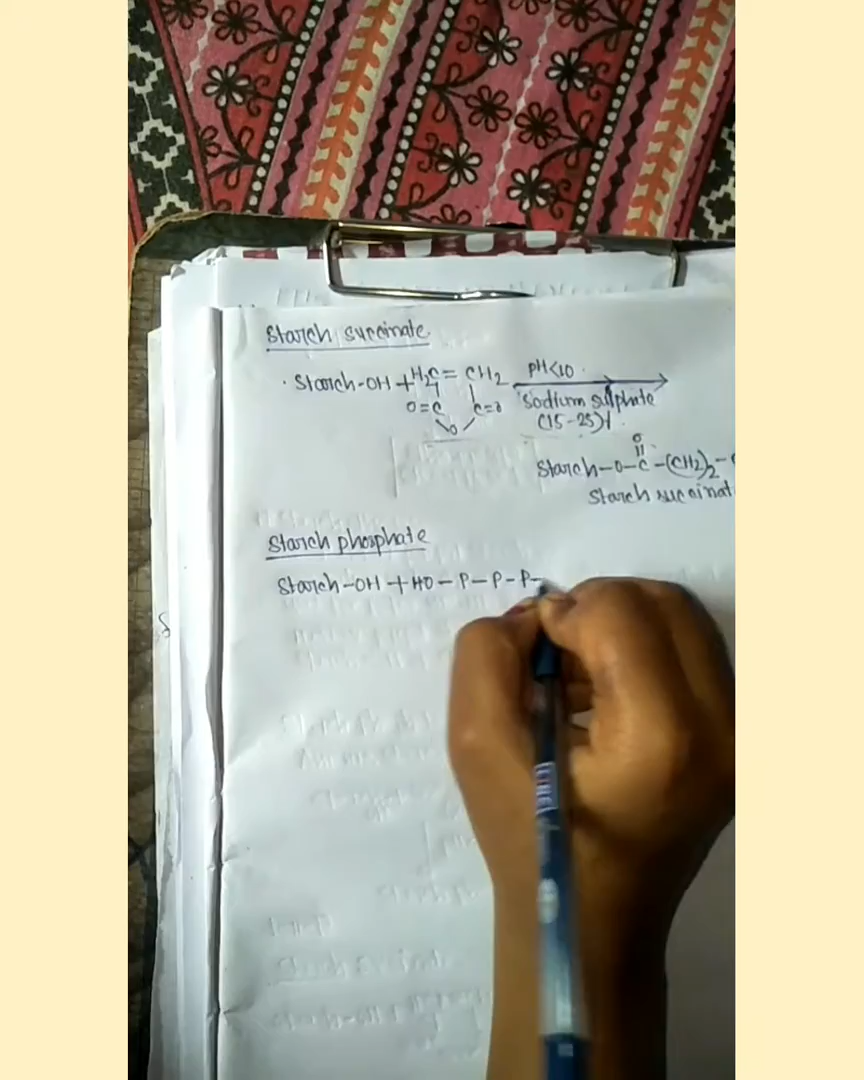 Starch succinate
Starch-OH + H2C = CH2 pH<10
O=C C=O Sodium sulphate
O (15-25)%
O
Starch-O-C-(CH2)2-
Starch succinat
Starch phosphate
Starch-OH + HO-P-P-P-